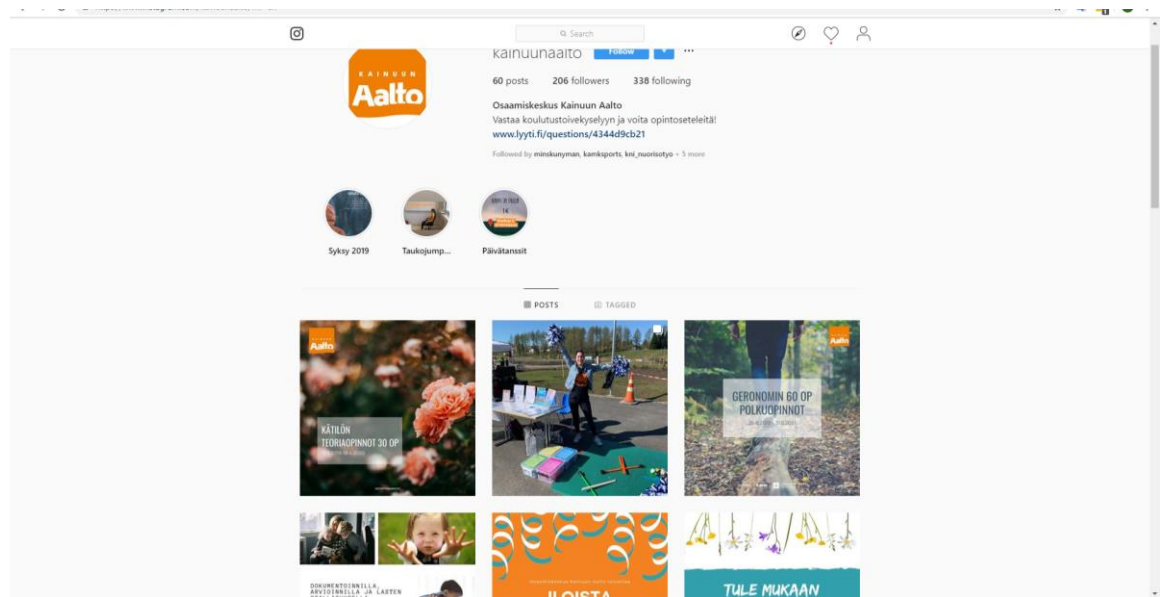 Search
kainuunaalto Follow
60 posts 206 followers 338 following
KAINUUN
Aalto
Osaamiskeskus Kainuun Aalto
Vastaa koulutustoivekyselyyn ja voita opintoseteleitä!
www.lyyti.fi/questions/4344d9cb21
Followed by minskunyman, kamksports, kni_nuorisotyo + 5 more
Syksy 2019 Taukojump... Päivätanssit
POSTS TAGGED
Aalto
KÄTILÖN
TEORIAOPINNOT 30 OP
Aalto
GERONOMIN 60 OP
POLKUOPINNOT
DOKUMENTOINNILLA,
ARVIOINNILLA JA LASTEN
ILOISTA
TULE MUKAAN